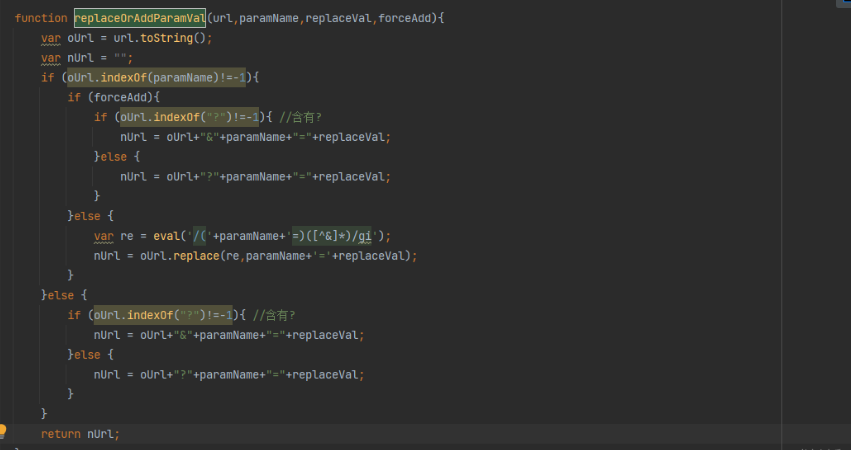 function replaceOrAddParamVal(url,paramName,replaceVal,forceAdd){
var oUrl = url.toString();
var nUrl = "";
if (oUrl.indexOf(paramName)!=-1){
if (forceAdd){
if (oUrl.indexOf("?")!=-1){ //含有?
nUrl = oUrl+"&"+paramName+"="+replaceVal;
}else {
nUrl = oUrl+"?"+paramName+"="+replaceVal;
}
}else {
var re = eval('/('+paramName+'=)([^&]*)/gi');
nUrl = oUrl.replace(re,paramName+'='+replaceVal);
}
}else {
if (oUrl.indexOf("?")!=-1){ //含有?
nUrl = oUrl+"&"+paramName+"="+replaceVal;
}else {
nUrl = oUrl+"?"+paramName+"="+replaceVal;
}
}
return nUrl;